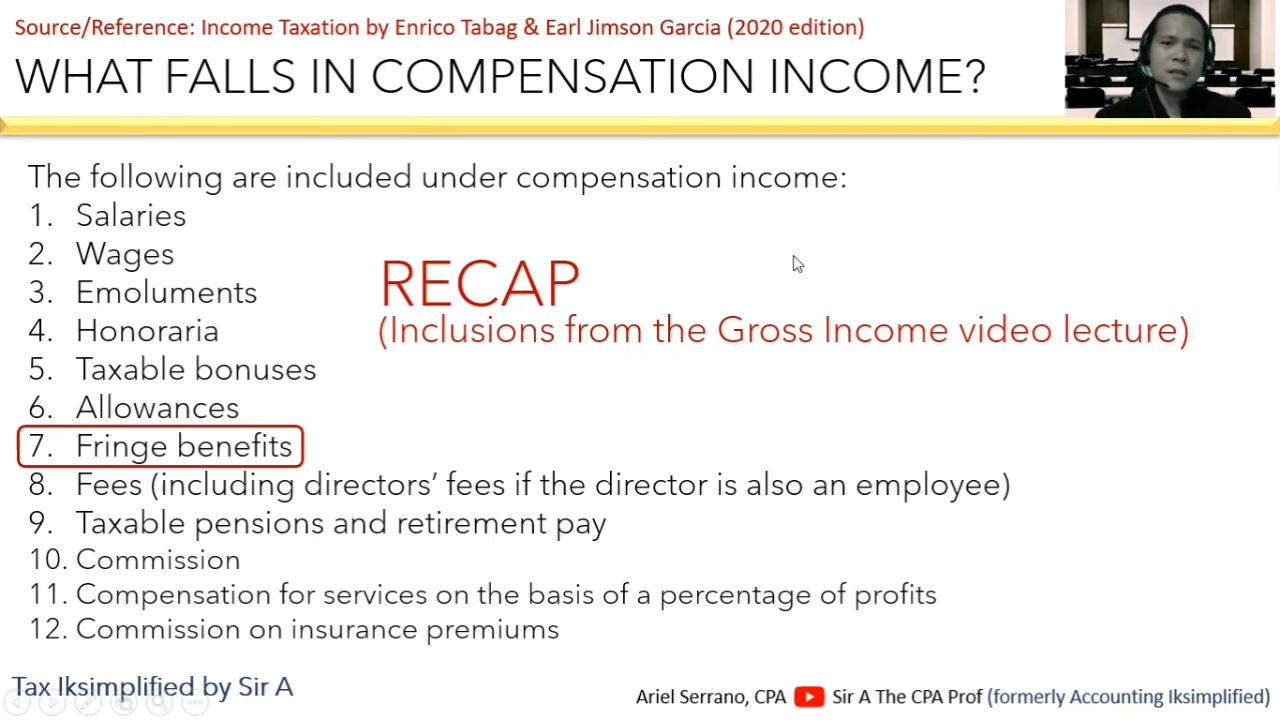 Source/Reference: Income Taxation by Enrico Tabag & Earl Jimson Garcia (2020 edition)
WHAT FALLS IN COMPENSATION INCOME?
The following are included under compensation income:
1. Salaries
2. Wages
3. Emoluments
4. Honoraria
5. Taxable bonuses
6. Allowances
7. Fringe benefits
8. Fees (including directors’ fees if the director is also an employee)
9. Taxable pensions and retirement pay
10. Commission
11. Compensation for services on the basis of a percentage of profits
12. Commission on insurance premiums
RECAP
(Inclusions from the Gross Income video lecture)
Tax Iksimplified by Sir A
Ariel Serrano, CPA Sir A The CPA Prof (formerly Accounting Iksimplified)